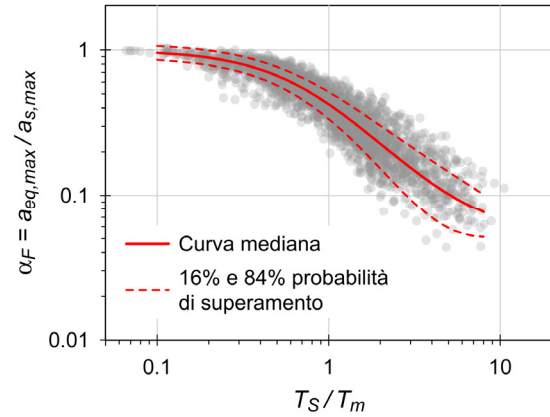 α_F = a_eq,max / a_s,max
1
0.1
0.01
Curva mediana
16% e 84% probabilità
di superamento
0.1
1
10
T_S / T_m